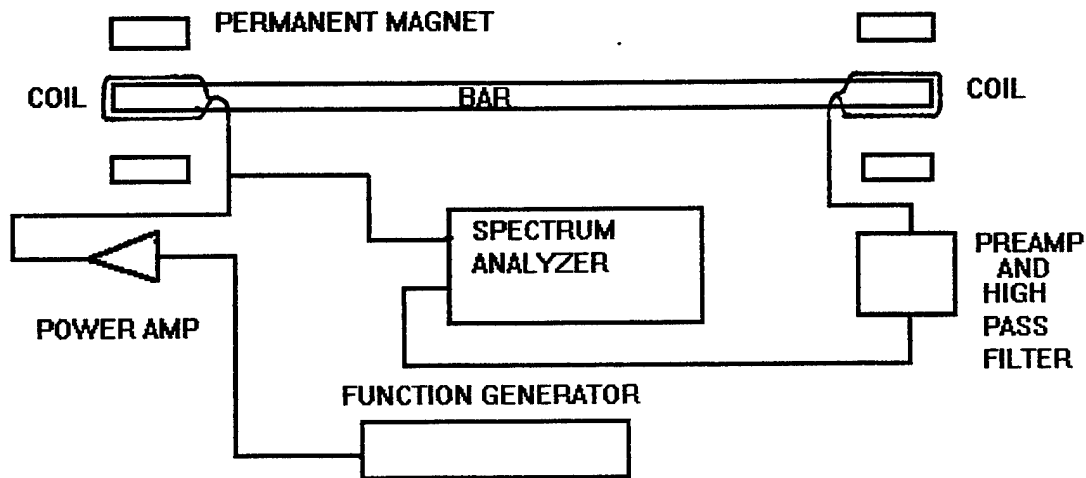 PERMANENT MAGNET
COIL
BAR
COIL
SPECTRUM
ANALYZER
PREAMP
AND
HIGH
PASS
FILTER
POWER AMP
FUNCTION GENERATOR